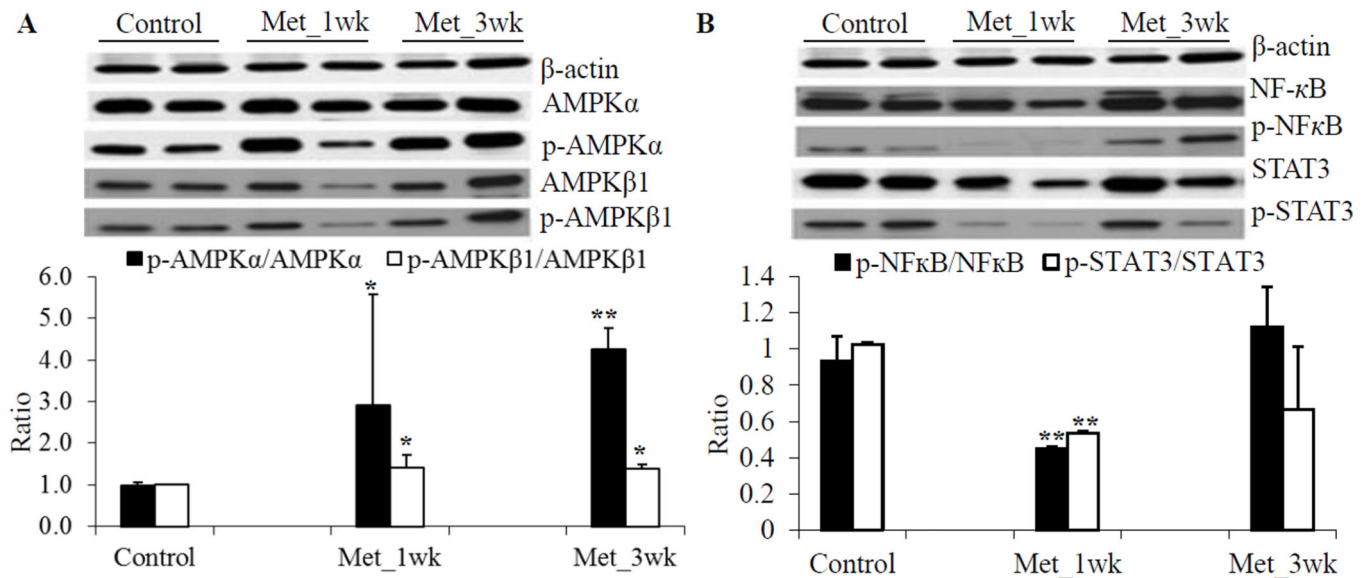 A
Control Met_1wk Met_3wk
β-actin
AMPKα
p-AMPKα
AMPKβ1
p-AMPKβ1
p-AMPKα/AMPKα p-AMPKβ1/AMPKβ1
6.0
5.0
4.0
3.0
2.0
1.0
0.0
Ratio
* * ** *
Control Met_1wk Met_3wk
B
Control Met_1wk Met_3wk
β-actin
NF-κB
p-NFκB
STAT3
p-STAT3
p-NFκB/NFκB p-STAT3/STAT3
1.4
1.2
1
0.8
0.6
0.4
0.2
0
Ratio
** **
Control Met_1wk Met_3wk